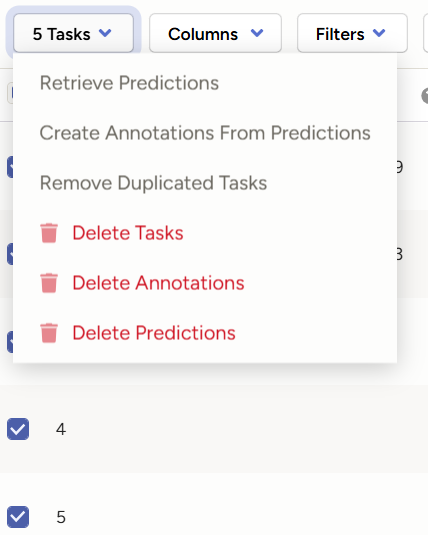 5 Tasks
Columns
Filters
Retrieve Predictions
Create Annotations From Predictions
9
Remove Duplicated Tasks
Delete Tasks
3
Delete Annotations
Delete Predictions
4
5